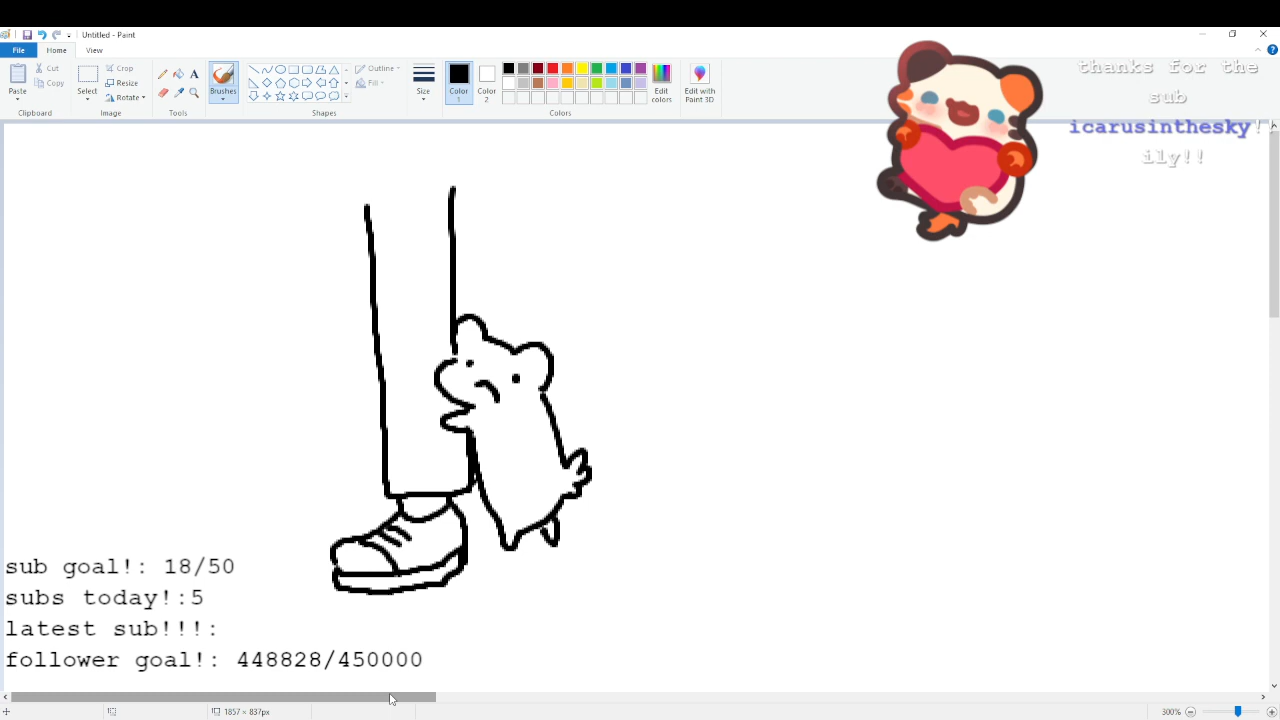 Untitled - Paint
File Home View
Paste Cut Copy Select Crop Resize Rotate Brushes Outline Fill Size Color 1 Color 2 Edit colors Edit with Paint 3D
Clipboard Image Tools Shapes Colors
thanks for the
sub
icarusinthesky!!
ily!!
sub goal!: 18/50
subs today!:5
latest sub!!!:
follower goal!: 448828/450000
1857 × 837px 300%